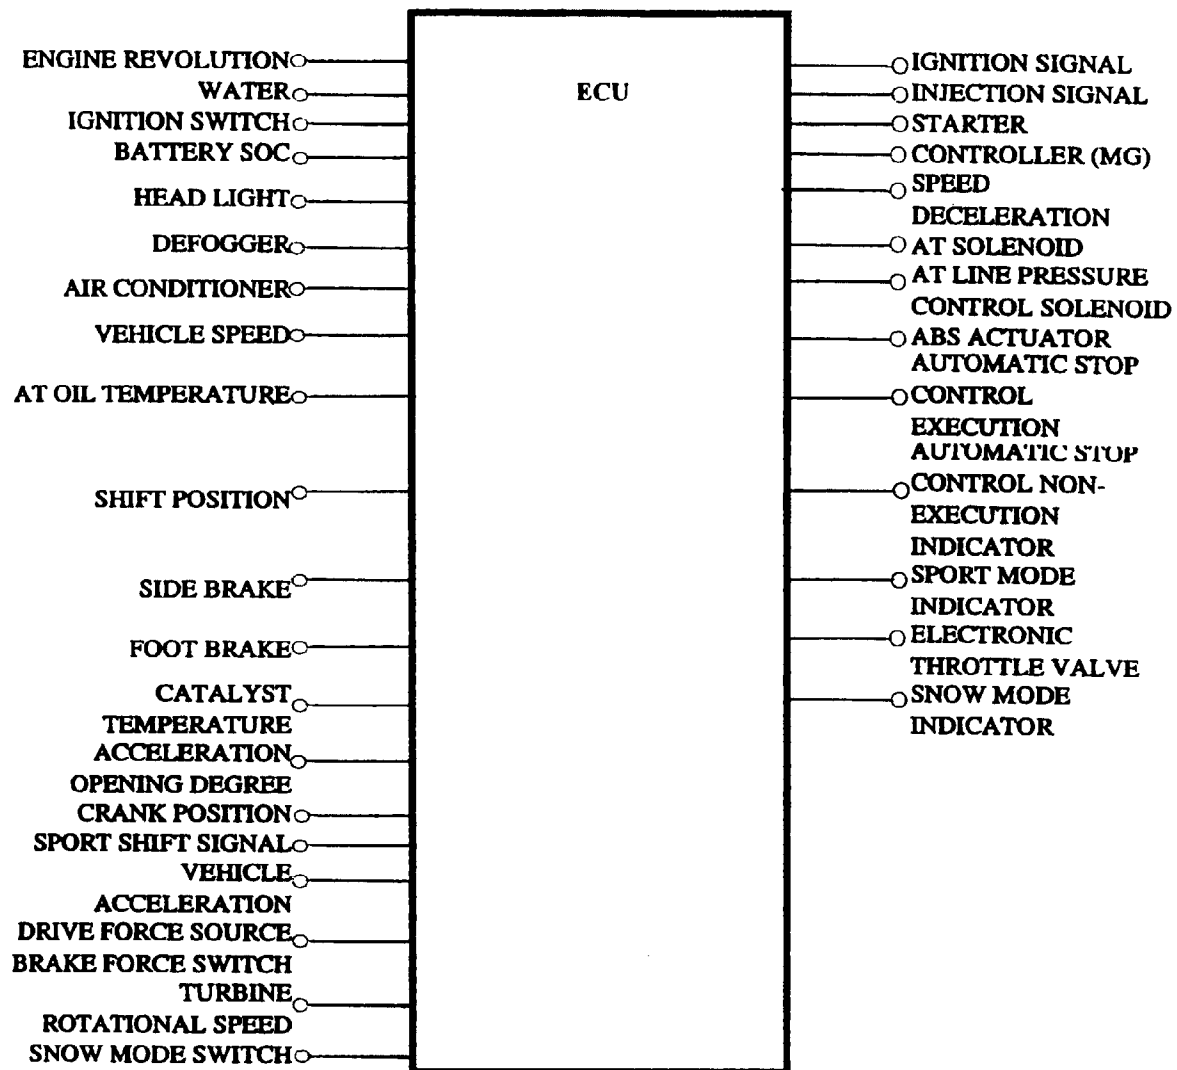 ECU
ENGINE REVOLUTION
WATER
IGNITION SWITCH
BATTERY SOC
HEAD LIGHT
DEFOGGER
AIR CONDITIONER
VEHICLE SPEED
AT OIL TEMPERATURE
SHIFT POSITION
SIDE BRAKE
FOOT BRAKE
CATALYST
TEMPERATURE
ACCELERATION
OPENING DEGREE
CRANK POSITION
SPORT SHIFT SIGNAL
VEHICLE
ACCELERATION
DRIVE FORCE SOURCE
BRAKE FORCE SWITCH
TURBINE
ROTATIONAL SPEED
SNOW MODE SWITCH
IGNITION SIGNAL
INJECTION SIGNAL
STARTER
CONTROLLER (MG)
SPEED
DECELERATION
AT SOLENOID
AT LINE PRESSURE
CONTROL SOLENOID
ABS ACTUATOR
AUTOMATIC STOP
CONTROL
EXECUTION
AUTOMATIC STOP
CONTROL NON-
EXECUTION
INDICATOR
SPORT MODE
INDICATOR
ELECTRONIC
THROTTLE VALVE
SNOW MODE
INDICATOR